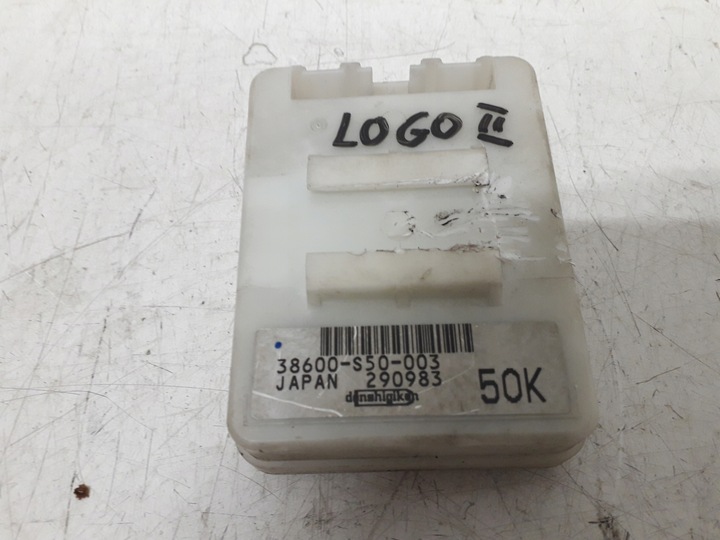 LOGO II
38600-S50-003
JAPAN 290983
denshigiken
50K